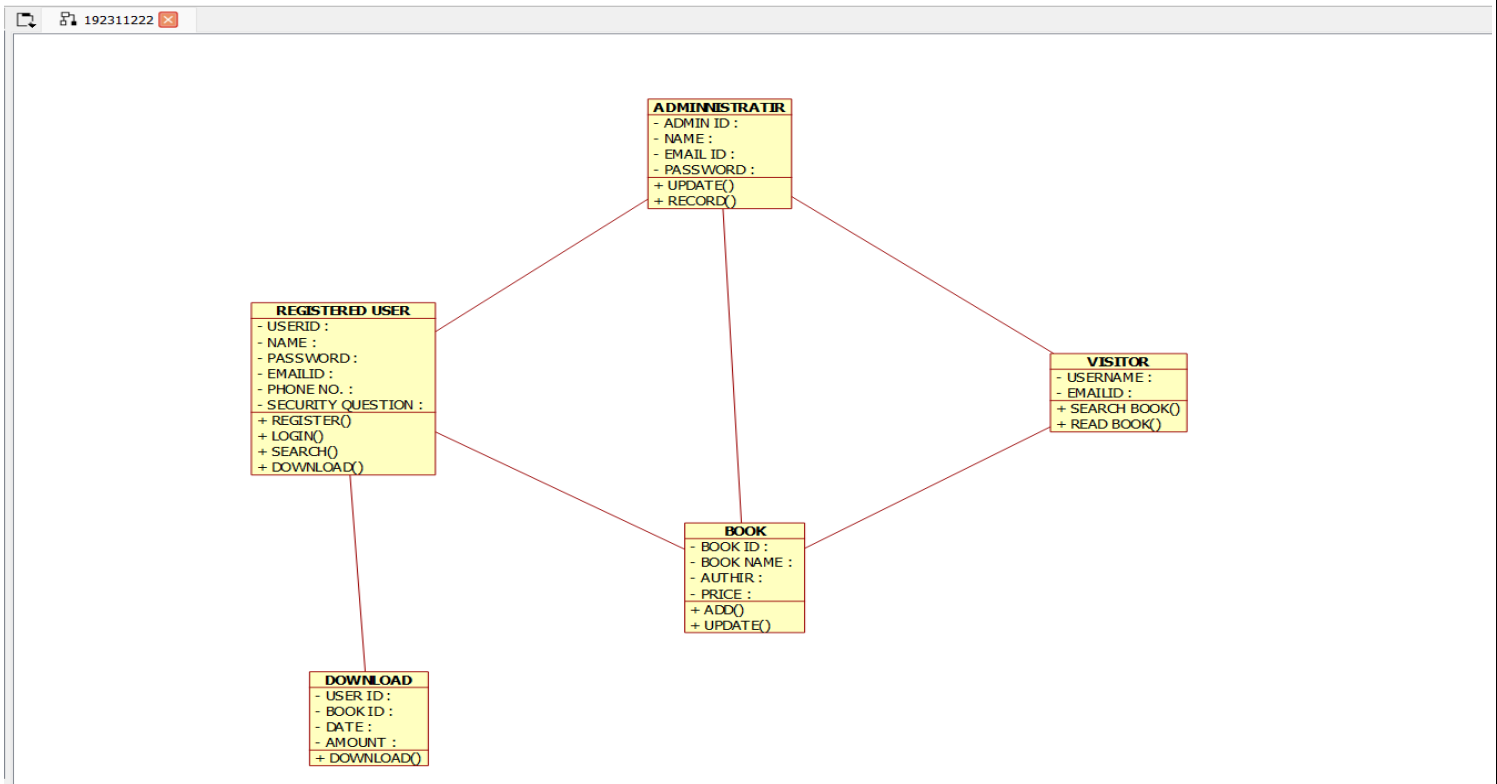 192311222
ADMINNISTRATIR
- ADMIN ID :
- NAME :
- EMAIL ID :
- PASSWORD :
+ UPDATE()
+ RECORD()
REGISTERED USER
- USERID :
- NAME :
- PASSWORD :
- EMAILID :
- PHONE NO. :
- SECURITY QUESTION :
+ REGISTER()
+ LOGIN()
+ SEARCH()
+ DOWNLOAD()
VISITOR
- USERNAME :
- EMAILID :
+ SEARCH BOOK()
+ READ BOOK()
BOOK
- BOOK ID :
- BOOK NAME :
- AUTHIR :
- PRICE :
+ ADD()
+ UPDATE()
DOWNLOAD
- USER ID :
- BOOK ID :
- DATE :
- AMOUNT :
+ DOWNLOAD()